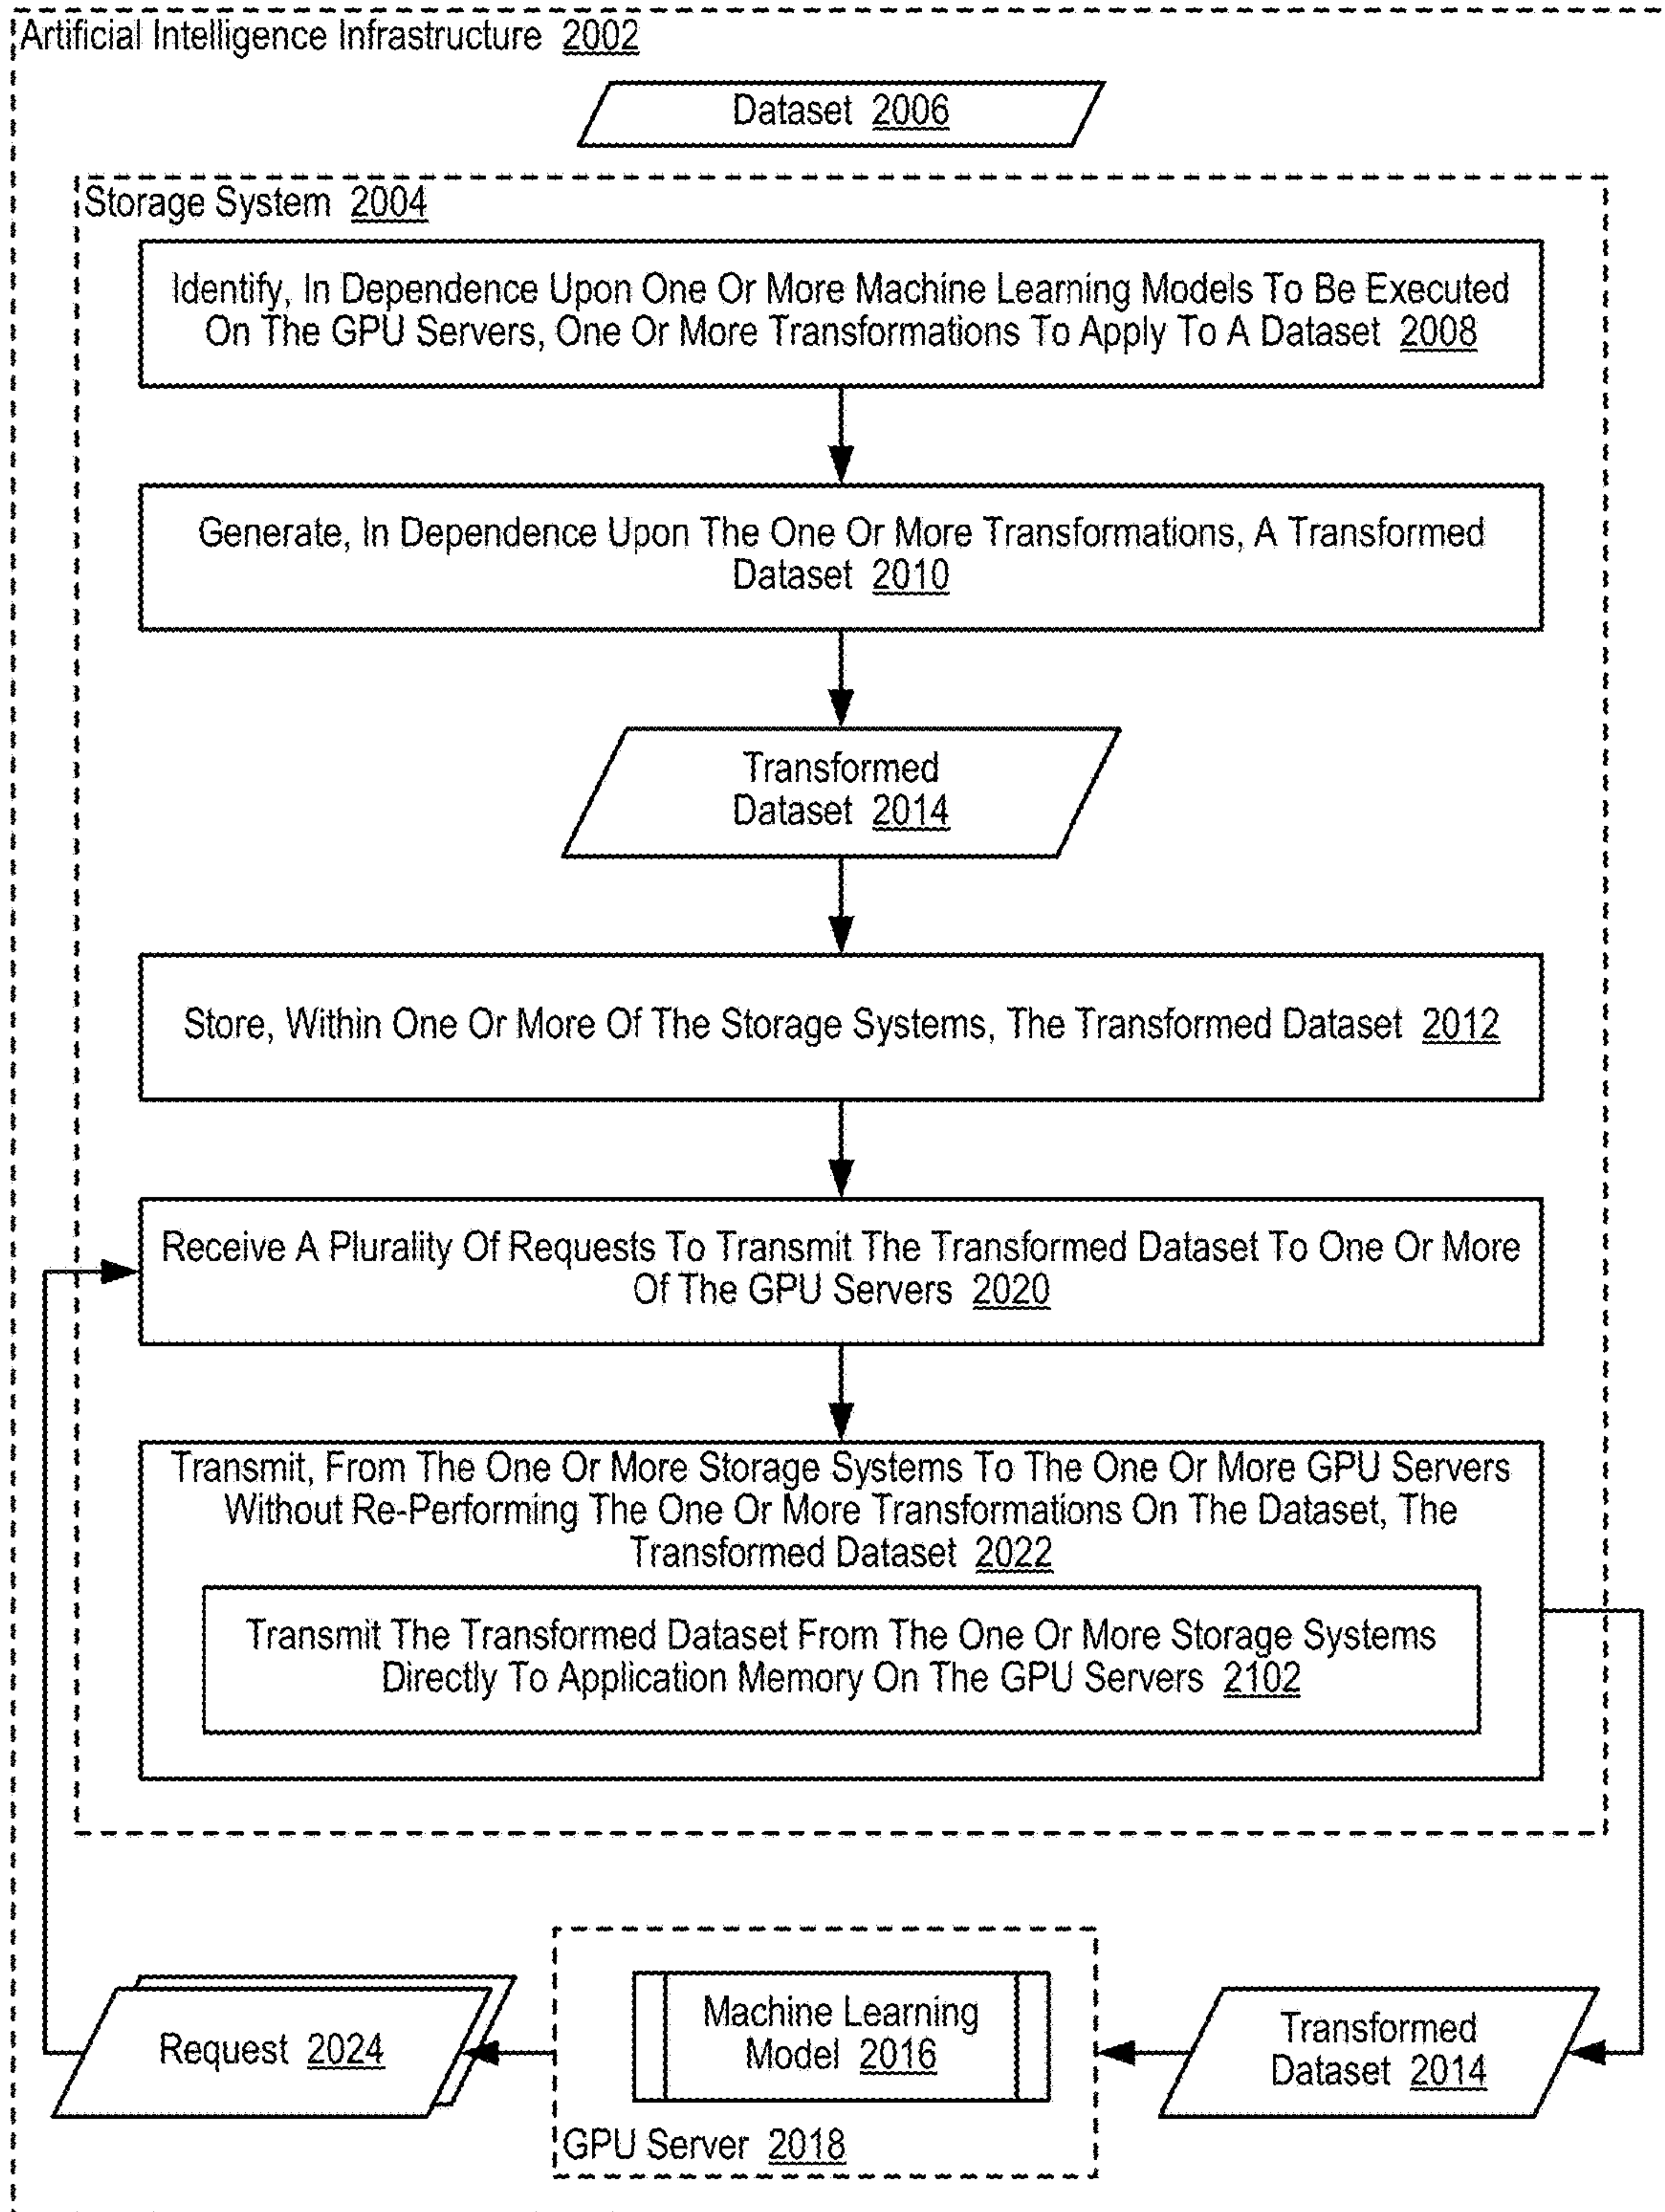 Artificial Intelligence Infrastructure 2002
Dataset 2006
Storage System 2004
Identify, In Dependence Upon One Or More Machine Learning Models To Be Executed
On The GPU Servers, One Or More Transformations To Apply To A Dataset 2008
Generate, In Dependence Upon The One Or More Transformations, A Transformed
Dataset 2010
Transformed
Dataset 2014
Store, Within One Or More Of The Storage Systems, The Transformed Dataset 2012
Receive A Plurality Of Requests To Transmit The Transformed Dataset To One Or More
Of The GPU Servers 2020
Transmit, From The One Or More Storage Systems To The One Or More GPU Servers
Without Re-Performing The One Or More Transformations On The Dataset, The
Transformed Dataset 2022
Transmit The Transformed Dataset From The One Or More Storage Systems
Directly To Application Memory On The GPU Servers 2102
Request 2024
Machine Learning
Model 2016
GPU Server 2018
Transformed
Dataset 2014